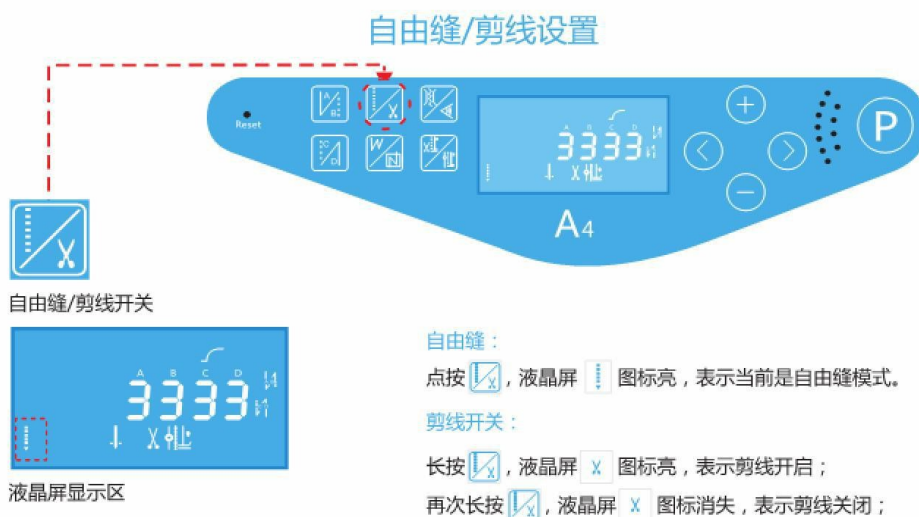 自由缝/剪线设置
Reset
A B C D
3333
A4
P
自由缝/剪线开关
A B C D
3333
液晶屏显示区
自由缝：
点按，液晶屏 图标亮，表示当前是自由缝模式。
剪线开关：
长按，液晶屏 图标亮，表示剪线开启；
再次长按，液晶屏 图标消失，表示剪线关闭；